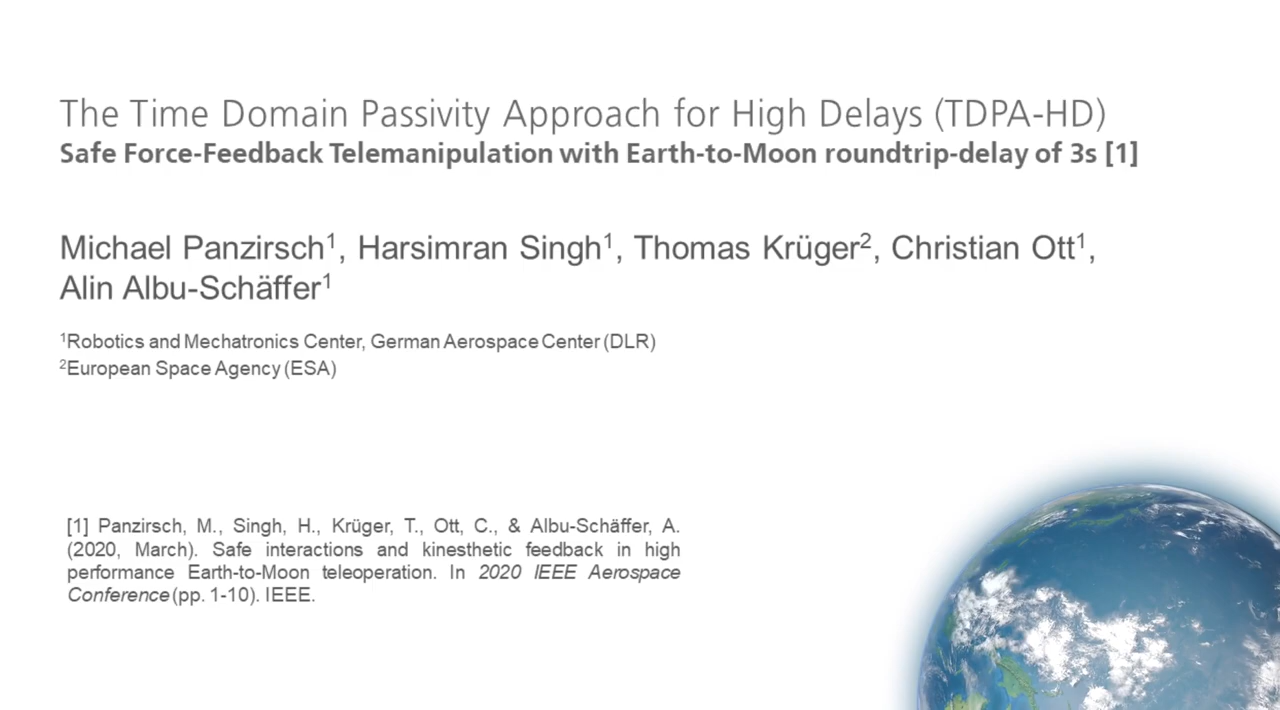 The Time Domain Passivity Approach for High Delays (TDPA-HD)
Safe Force-Feedback Telemanipulation with Earth-to-Moon roundtrip-delay of 3s [1]
Michael Panzirsch¹, Harsimran Singh¹, Thomas Krüger², Christian Ott¹,
Alin Albu-Schäffer¹
¹Robotics and Mechatronics Center, German Aerospace Center (DLR)
²European Space Agency (ESA)
[1] Panzirsch, M., Singh, H., Krüger, T., Ott, C., & Albu-Schäffer, A.
(2020, March). Safe interactions and kinesthetic feedback in high
performance Earth-to-Moon teleoperation. In 2020 IEEE Aerospace
Conference (pp. 1-10). IEEE.